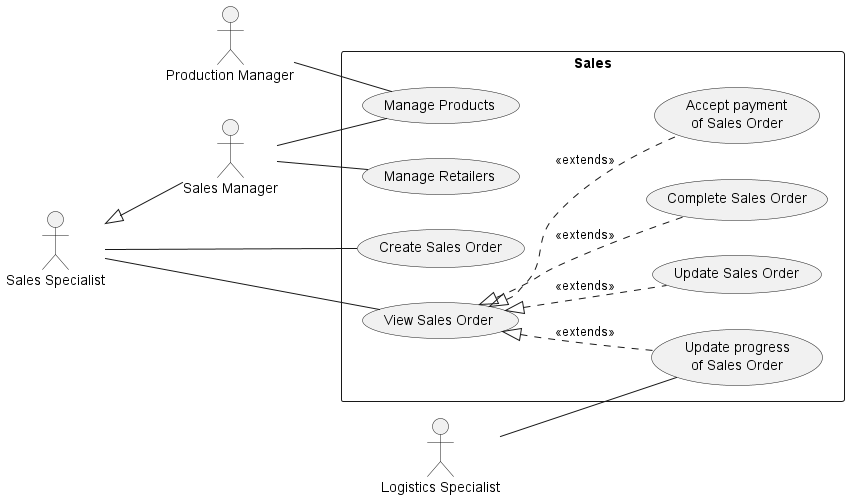 Production Manager
Sales
Manage Products
Accept payment
of Sales Order
«extends»
Sales Manager
Manage Retailers
Complete Sales Order
«extends»
Sales Specialist
Create Sales Order
Update Sales Order
«extends»
View Sales Order
«extends»
Update progress
of Sales Order
Logistics Specialist